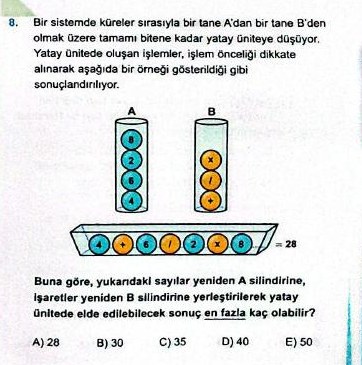 8. Bir sistemde küreler sırasıyla bir tane A'dan bir tane B'den
olmak üzere tamamı bitene kadar yatay üniteye düşüyor.
Yatay ünitede oluşan işlemler, işlem önceliği dikkate
alınarak aşağıda bir örneği gösterildiği gibi
sonuçlandırılıyor.
A B
8
2 x
6 /
4 +
4 + 6 / 2 x 8 = 28
Buna göre, yukarıdaki sayılar yeniden A silindirine,
işaretler yeniden B silindirine yerleştirilerek yatay
ünitede elde edilebilecek sonuç en fazla kaç olabilir?
A) 28 B) 30 C) 35 D) 40 E) 50